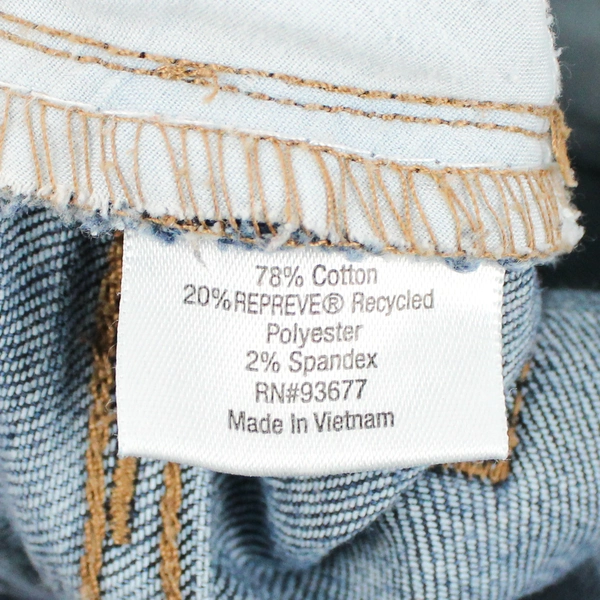 78% Cotton
20% REPREVE® Recycled
Polyester
2% Spandex
RN#93677
Made In Vietnam